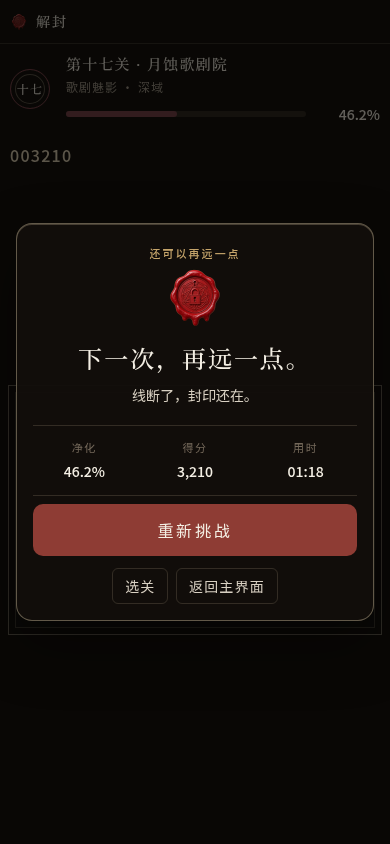 解封
十七
第十七关 · 月蚀歌剧院
歌剧魅影 · 深域
46.2%
003210
还可以再远一点
下一次，再远一点。
线断了，封印还在。
净化 得分 用时
46.2% 3,210 01:18
重新挑战
选关 返回主界面